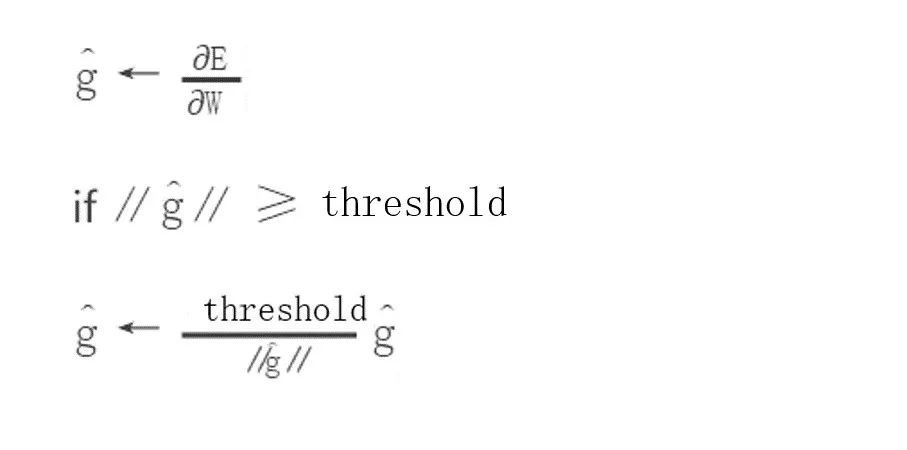 ĝ ← ∂E/∂W
if //ĝ// ≥ threshold
ĝ ← threshold///ĝ// ĝ